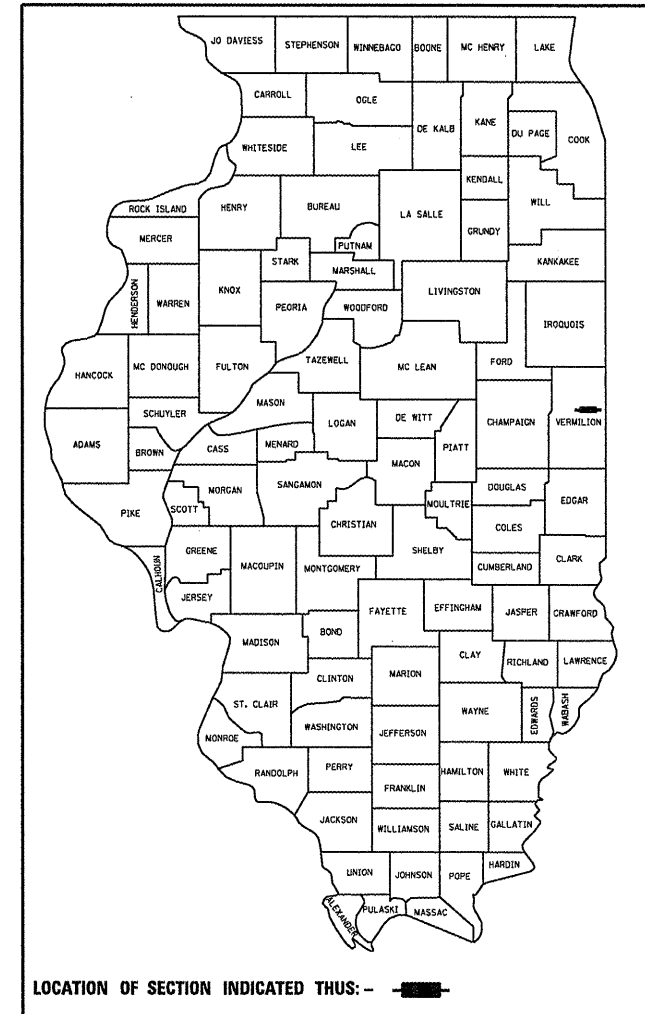 JO DAVIESS STEPHENSON WINNEBAGO BOONE MC HENRY LAKE
CARROLL OGLE DE KALB KANE DU PAGE COOK
WHITESIDE LEE
KENDALL
ROCK ISLAND HENRY BUREAU LA SALLE WILL
MERCER PUTNAM GRUNDY
STARK MARSHALL KANKAKEE
HENDERSON WARREN KNOX PEORIA WOODFORD LIVINGSTON IROQUOIS
HANCOCK MC DONOUGH FULTON TAZEWELL MC LEAN FORD
MASON
SCHUYLER LOGAN DE WITT CHAMPAIGN VERMILION
ADAMS BROWN CASS MENARD MACON PIATT
PIKE SCOTT MORGAN SANGAMON MOULTRIE DOUGLAS EDGAR
CHRISTIAN COLES
CALHOUN GREENE MACOUPIN MONTGOMERY SHELBY CUMBERLAND CLARK
JERSEY FAYETTE EFFINGHAM JASPER CRAWFORD
MADISON BOND
CLAY RICHLAND LAWRENCE
CLINTON MARION
ST. CLAIR WAYNE EDWARDS WABASH
MONROE WASHINGTON JEFFERSON
RANDOLPH PERRY HAMILTON WHITE
FRANKLIN
JACKSON WILLIAMSON SALINE GALLATIN
UNION JOHNSON POPE HARDIN
ALEXANDER PULASKI MASSAC
LOCATION OF SECTION INDICATED THUS: -